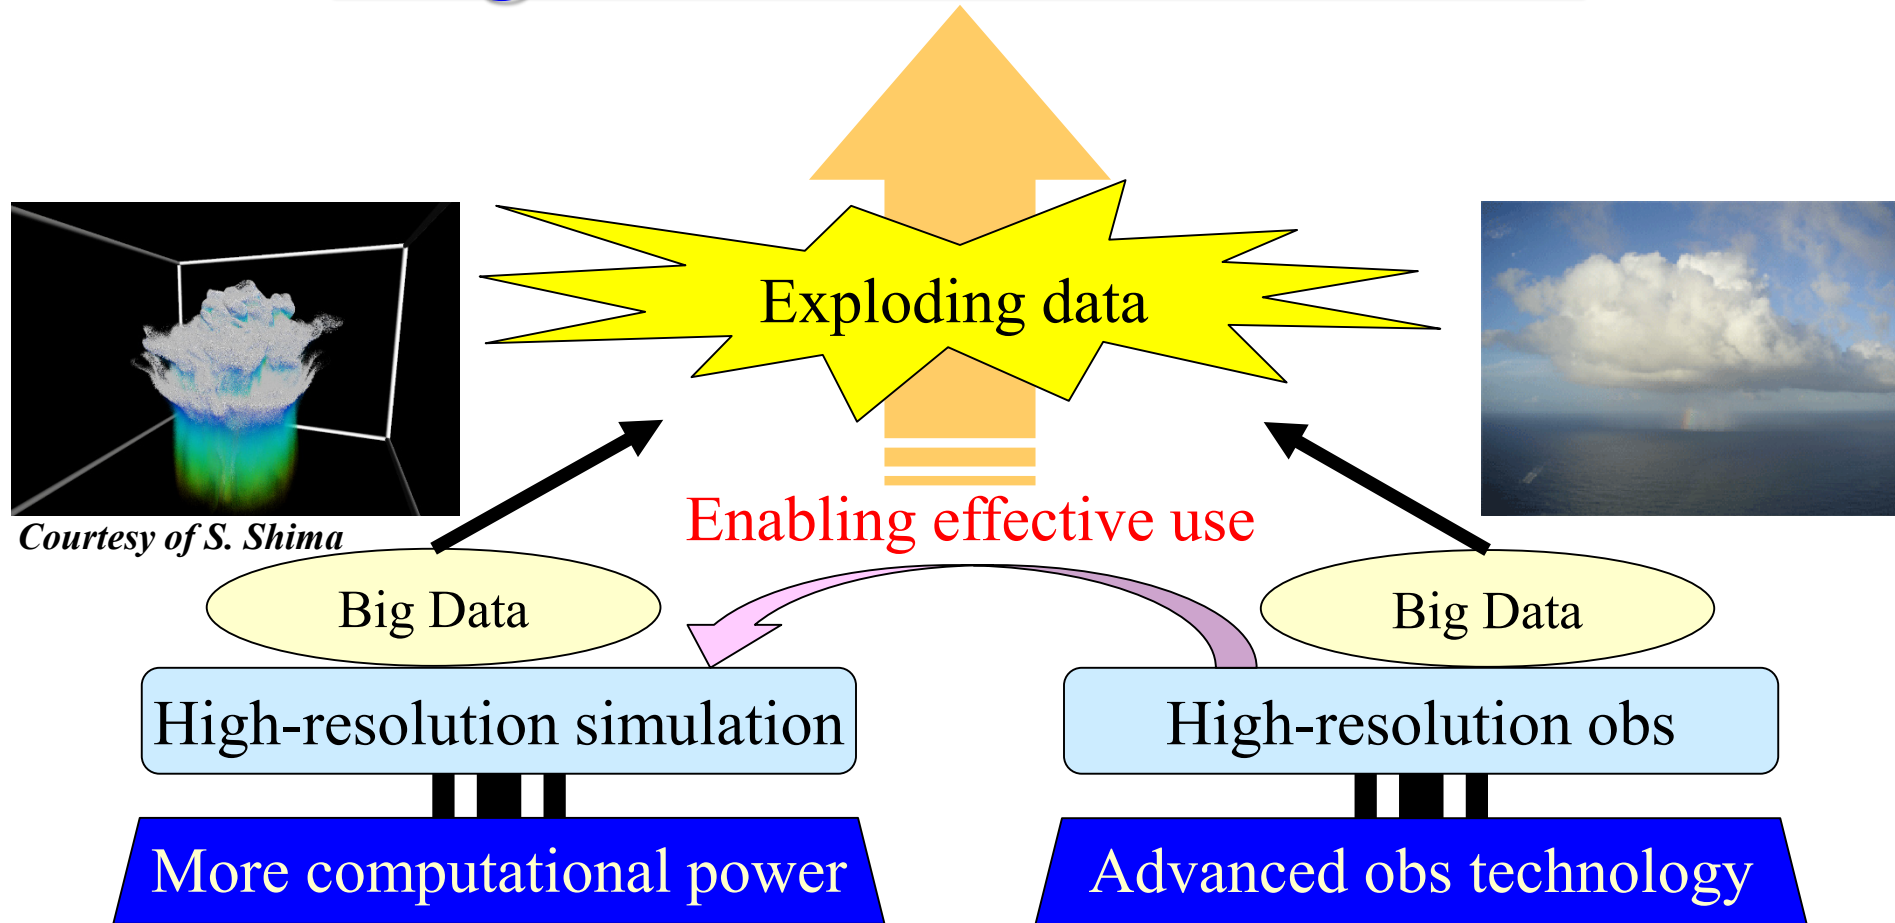 Exploding data
Courtesy of S. Shima
Enabling effective use
Big Data
Big Data
High-resolution simulation
High-resolution obs
More computational power
Advanced obs technology